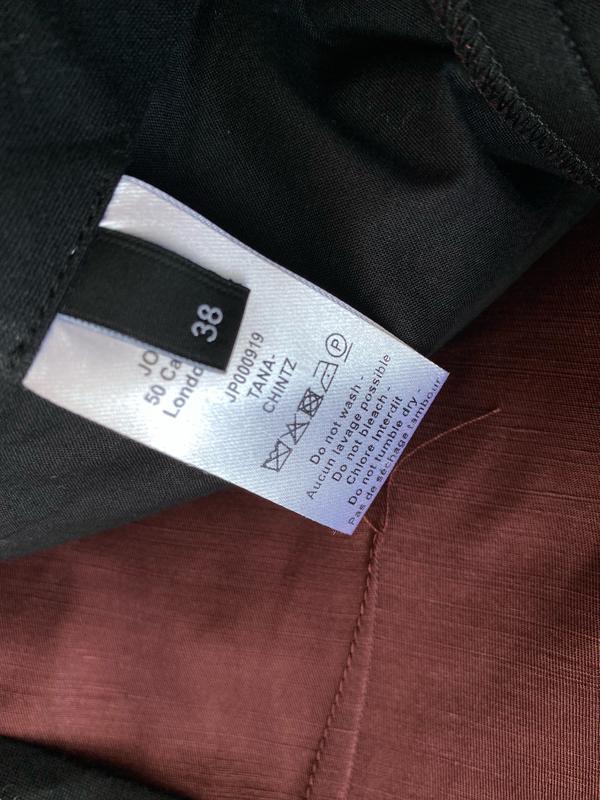 38
JO
50 Ca
Londo
JP000919
TANA-
CHINTZ
P
Do not wash -
Aucun lavage possible
Do not bleach -
Chlore Interdit
Do not tumble dry -
Pas de séchage tambour